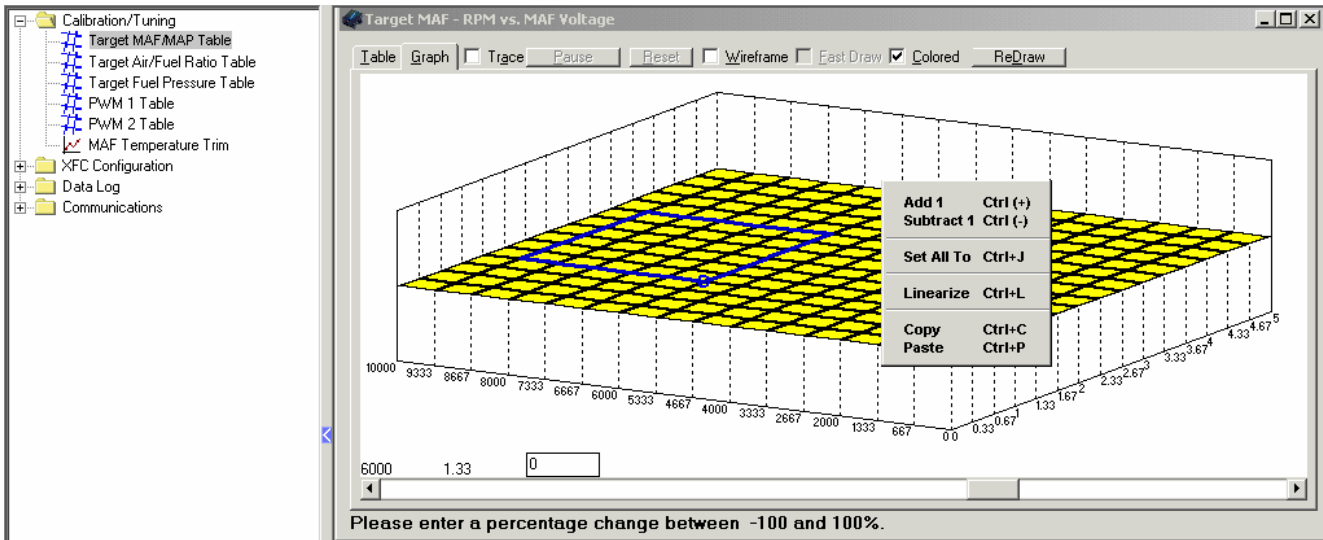 Calibration/Tuning
Target MAF/MAP Table
Target Air/Fuel Ratio Table
Target Fuel Pressure Table
PWM 1 Table
PWM 2 Table
MAF Temperature Trim
XFC Configuration
Data Log
Communications
Target MAF - RPM vs. MAF Voltage
Table Graph Trace Pause Reset Wireframe Fast Draw Colored ReDraw
Add 1 Ctrl (+)
Subtract 1 Ctrl (-)
Set All To Ctrl+J
Linearize Ctrl+L
Copy Ctrl+C
Paste Ctrl+P
10000 9333 8667 8000 7333 6667 6000 5333 4667 4000 3333 2667 2000 1333 667 0
0 0.33 0.67 1 1.33 1.67 2 2.33 2.67 3 3.33 3.67 4 4.33 4.67 5
6000 1.33 0
Please enter a percentage change between -100 and 100%.